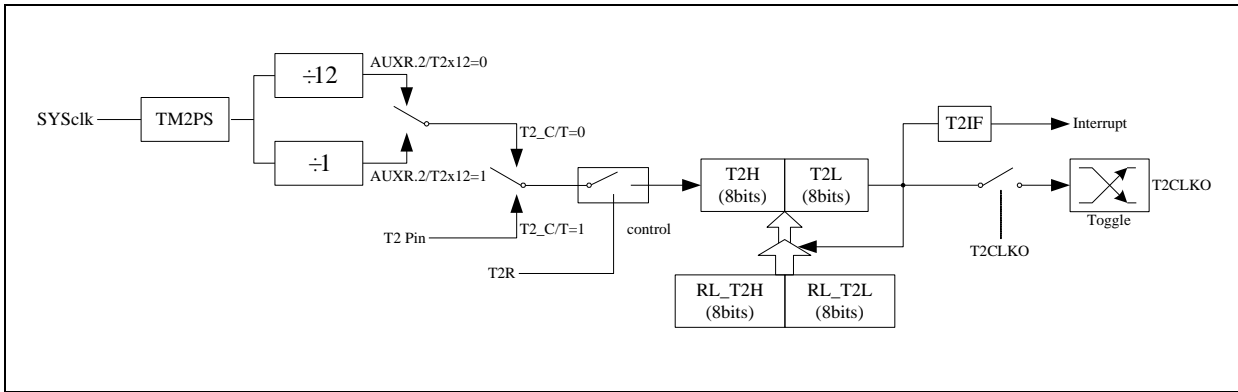 AUXR.2/T2x12=0
÷12
SYSclk
TM2PS
T2_C/T=0
÷1
AUXR.2/T2x12=1
T2 Pin
T2_C/T=1
T2R
control
T2H
(8bits)
T2L
(8bits)
RL_T2H
(8bits)
RL_T2L
(8bits)
T2IF
Interrupt
T2CLKO
Toggle
T2CLKO